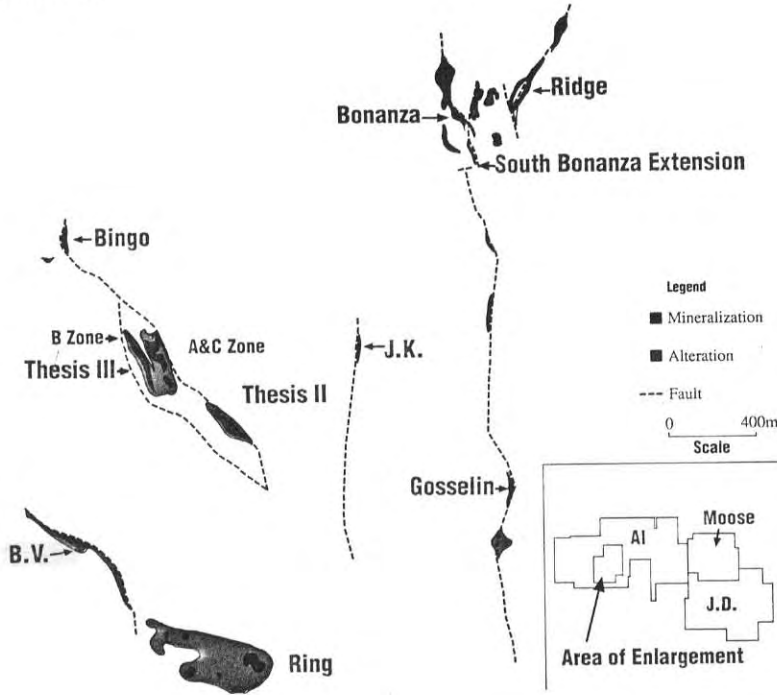 Ridge
Bonanza
South Bonanza Extension
Bingo
B Zone
A&C Zone
Thesis III
Thesis II
J.K.
Legend
Mineralization
Alteration
Fault
0 400m
Scale
Gosselin
B.V.
Ring
Al
Moose
J.D.
Area of Enlargement